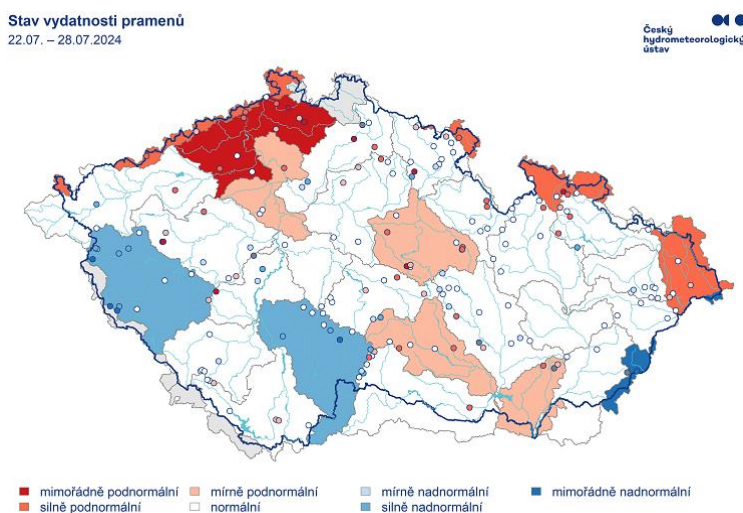 Stav vydatnosti pramenů
22.07. – 28.07.2024
Český
hydrometeorologický
ústav
mimořádně podnormální
silně podnormální
mírně podnormální
normální
mírně nadnormální
silně nadnormální
mimořádně nadnormální